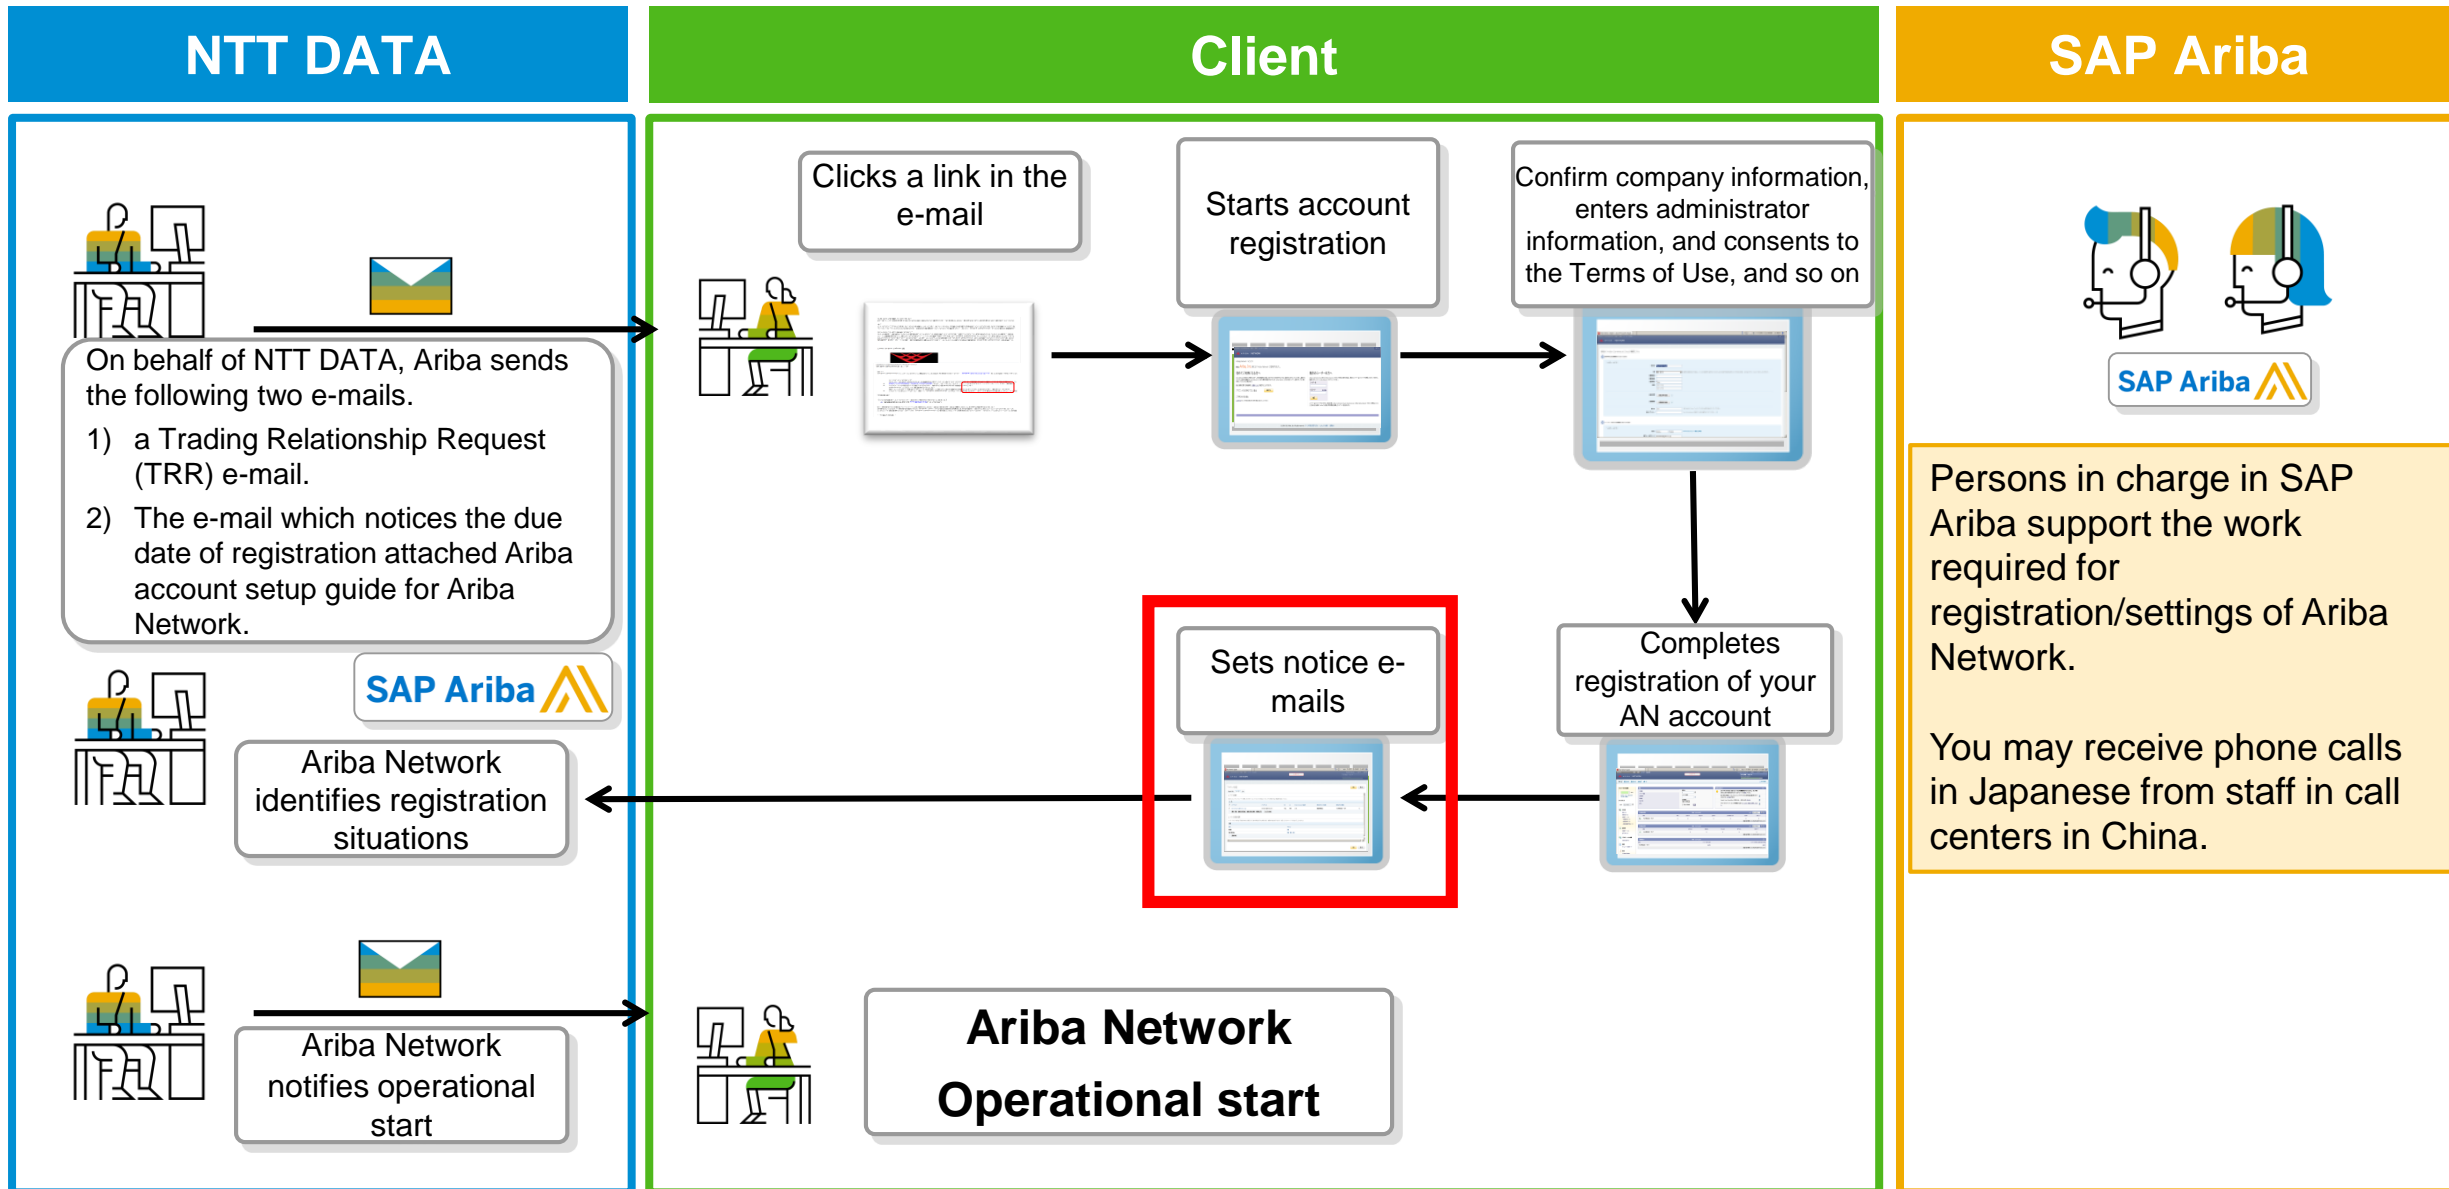 NTT DATA
Client
SAP Ariba
On behalf of NTT DATA, Ariba sends
the following two e-mails.
1) a Trading Relationship Request
(TRR) e-mail.
2) The e-mail which notices the due
date of registration attached Ariba
account setup guide for Ariba
Network.
SAP Ariba
Ariba Network
identifies registration
situations
Ariba Network
notifies operational
start
Clicks a link in the
e-mail
Starts account
registration
Confirm company information,
enters administrator
information, and consents to
the Terms of Use, and so on
Completes
registration of your
AN account
Sets notice e-
mails
Ariba Network
Operational start
SAP Ariba
Persons in charge in SAP
Ariba support the work
required for
registration/settings of Ariba
Network.
You may receive phone calls
in Japanese from staff in call
centers in China.